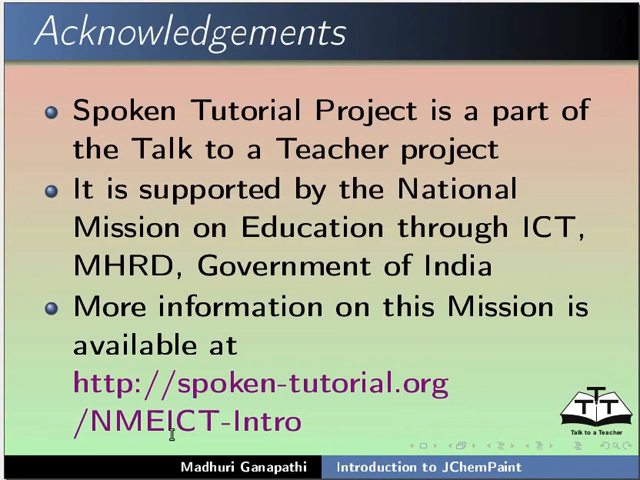 Acknowledgements
Spoken Tutorial Project is a part of
the Talk to a Teacher project
It is supported by the National
Mission on Education through ICT,
MHRD, Government of India
More information on this Mission is
available at
http://spoken-tutorial.org
/NMEICT-Intro
TTT
Talk to a Teacher
Madhuri Ganapathi Introduction to JChemPaint